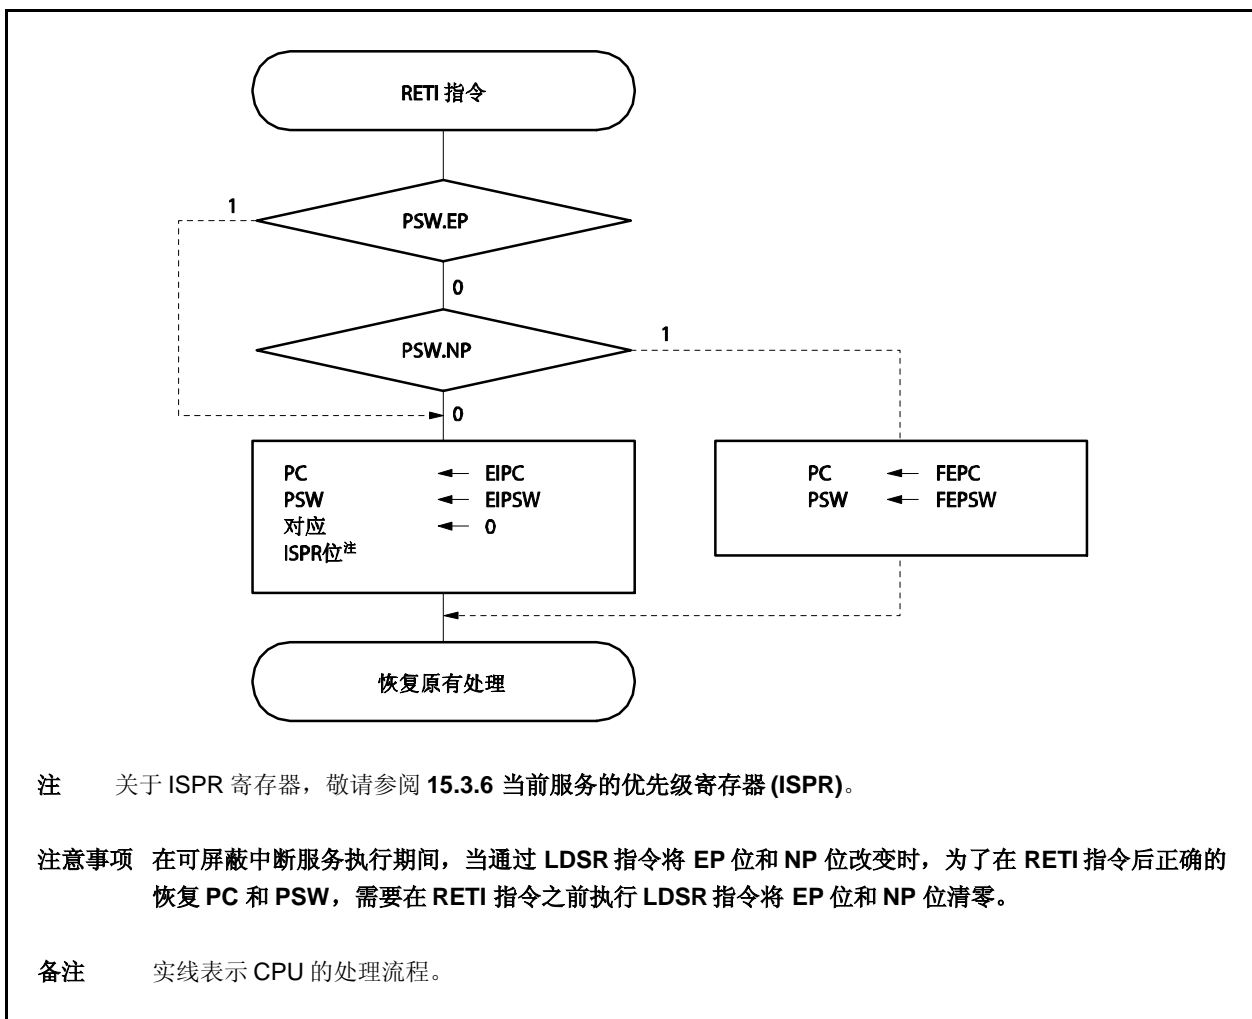 RETI 指令
1
PSW.EP
0
1
PSW.NP
0
PC ← EIPC
PSW ← EIPSW
对应 ← 0
ISPR位注
PC ← FEPC
PSW ← FEPSW
恢复原有处理
注 关于 ISPR 寄存器，敬请参阅 15.3.6 当前服务的优先级寄存器 (ISPR)。
注意事项 在可屏蔽中断服务执行期间，当通过 LDSR 指令将 EP 位和 NP 位改变时，为了在 RETI 指令后正确的
恢复 PC 和 PSW，需要在 RETI 指令之前执行 LDSR 指令将 EP 位和 NP 位清零。
备注 实线表示 CPU 的处理流程。